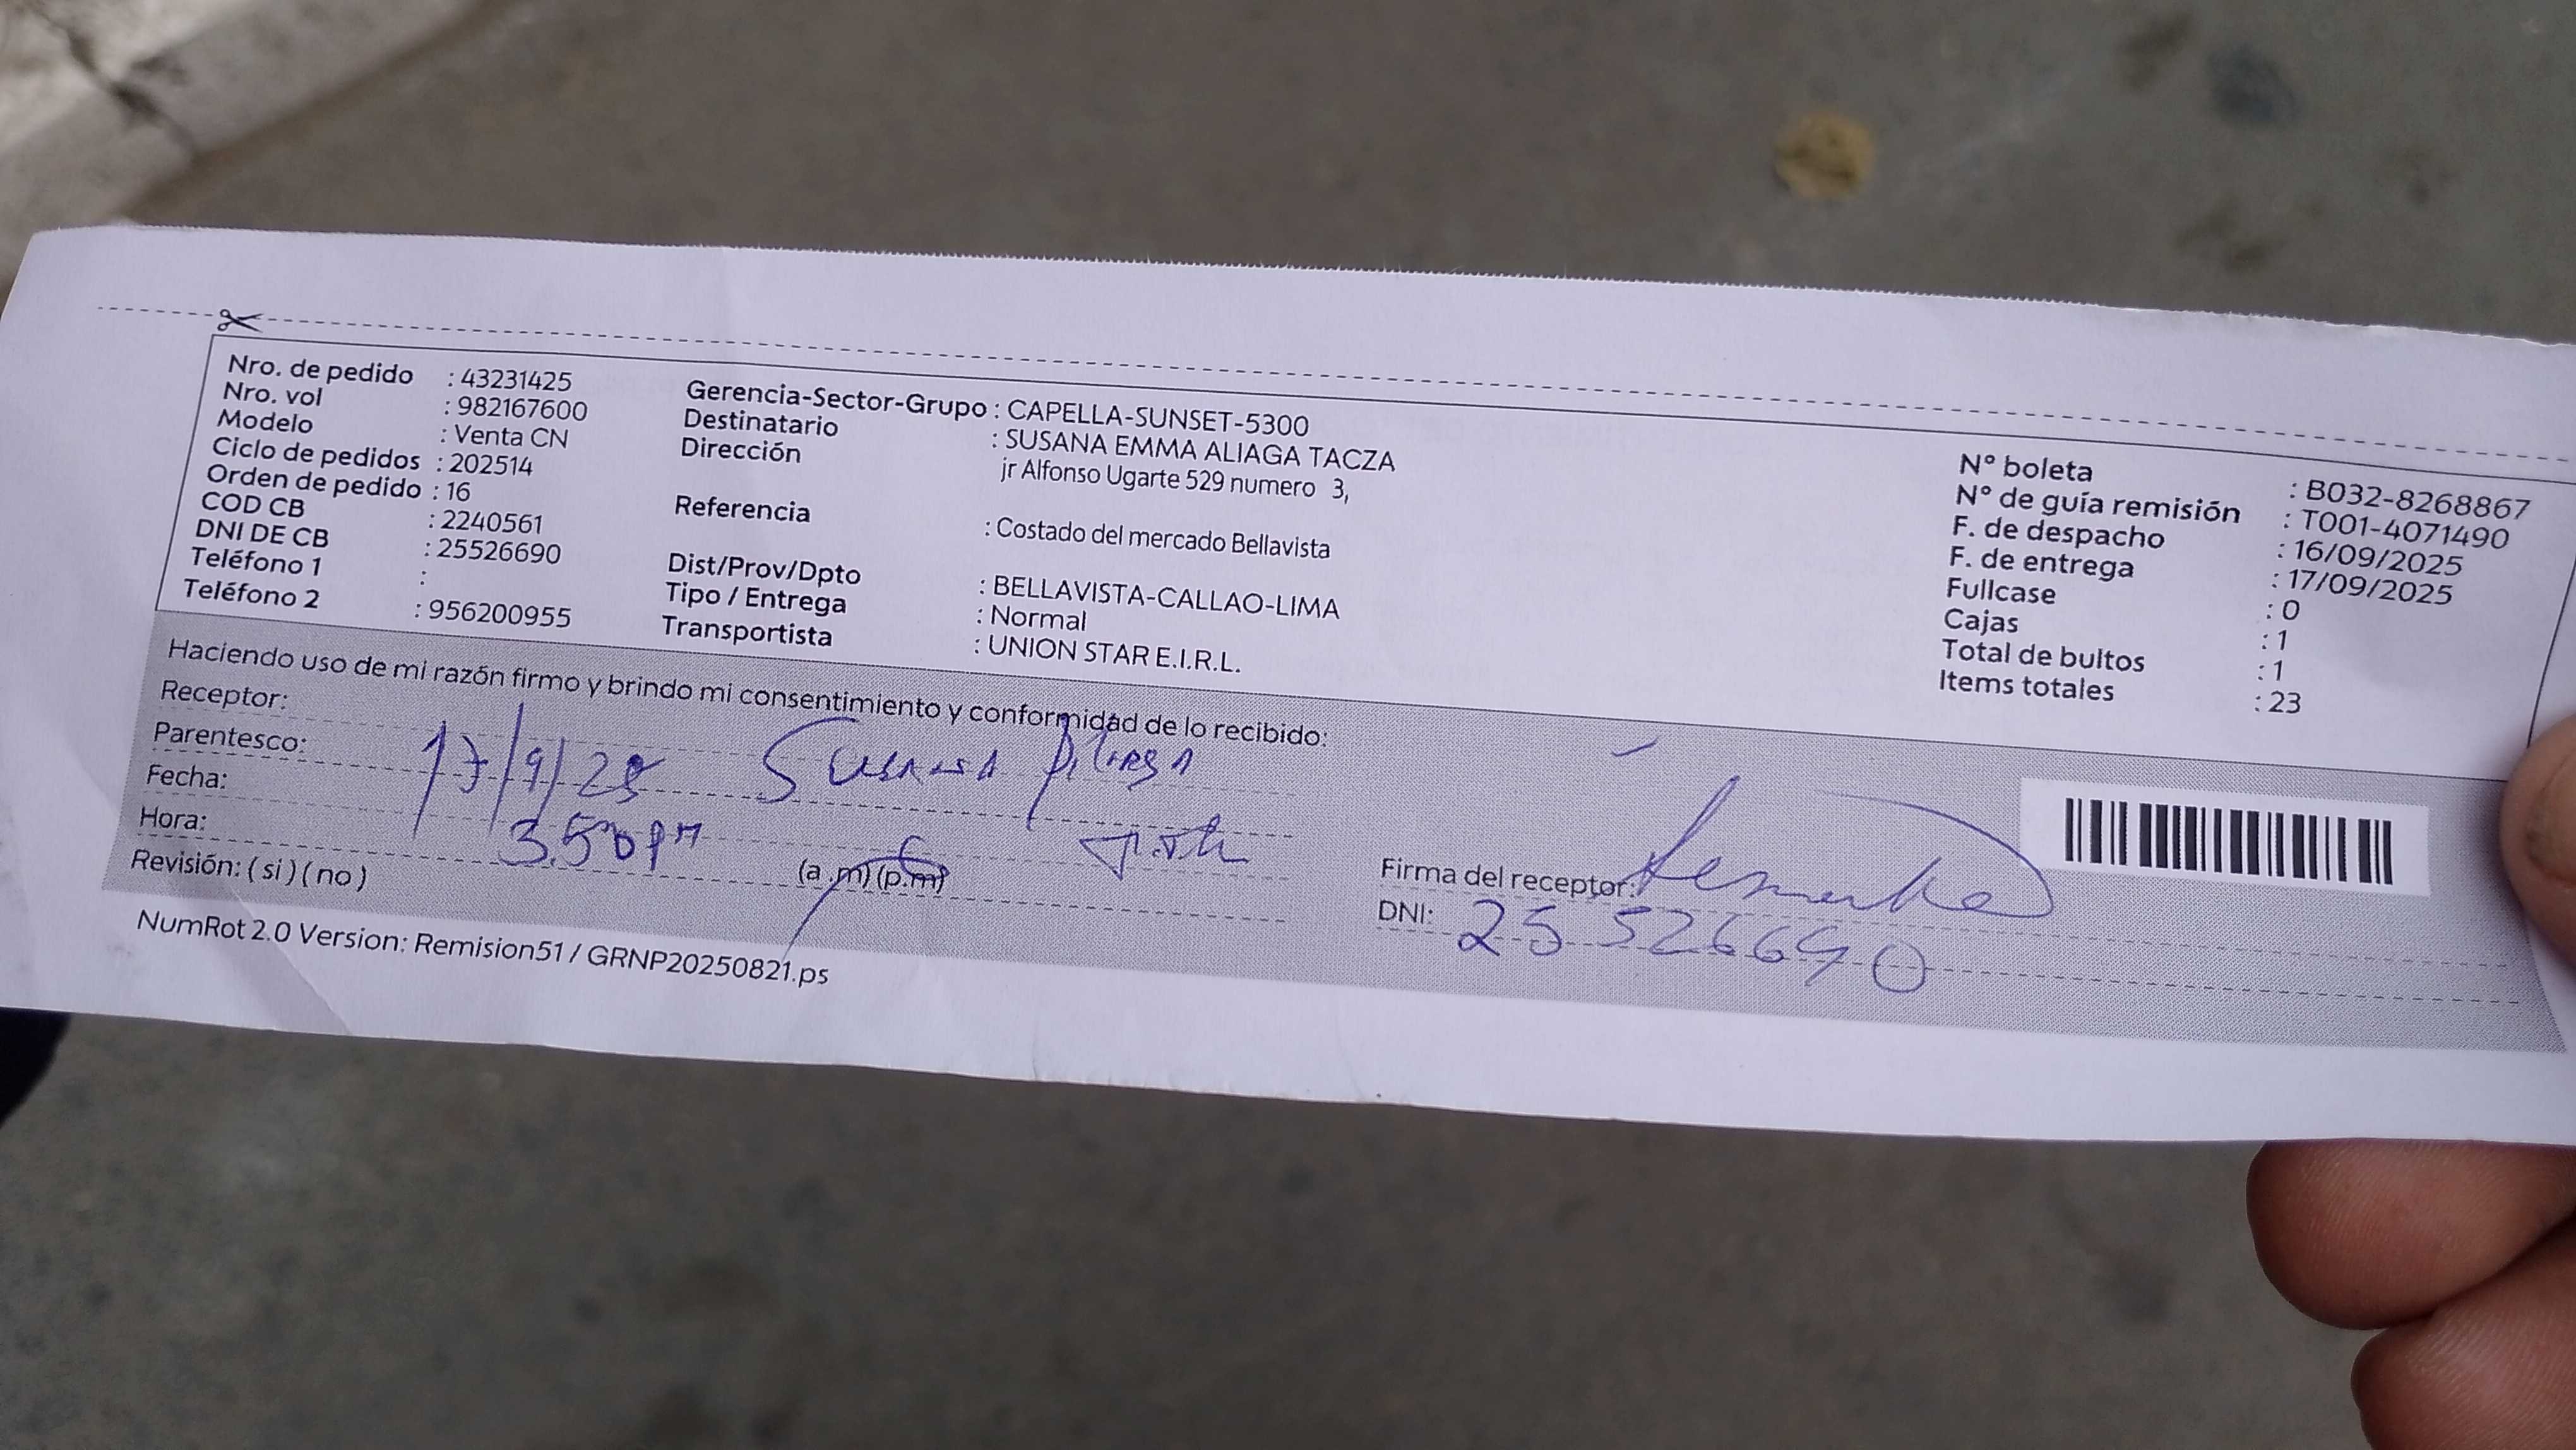 Nro. de pedido : 43231425
Nro. vol : 982167600
Modelo : Venta CN
Ciclo de pedidos : 202514
Orden de pedido : 16
COD CB : 2240561
DNI DE CB : 25526690
Teléfono 1 :
Teléfono 2 : 956200955
Gerencia-Sector-Grupo : CAPELLA-SUNSET-5300
Destinatario : SUSANA EMMA ALIAGA TACZA
Dirección jr Alfonso Ugarte 529 numero 3,
Referencia : Costado del mercado Bellavista
Dist/Prov/Dpto : BELLAVISTA-CALLAO-LIMA
Tipo / Entrega : Normal
Transportista : UNION STAR E.I.R.L.
N° boleta : B032-8268867
N° de guía remisión : T001-4071490
F. de despacho : 16/09/2025
F. de entrega : 17/09/2025
Fullcase : 0
Cajas : 1
Total de bultos : 1
Items totales : 23
Haciendo uso de mi razón firmo y brindo mi consentimiento y conformidad de lo recibido:
Receptor:
Parentesco: 17/9/25 Susana Aliaga
Fecha:
Hora: 3.50 pm
Revisión: ( si ) ( no ) (a .m) (p.m)
Firma del receptor:
DNI: 25526690
NumRot 2.0 Version: Remision51 / GRNP20250821.ps